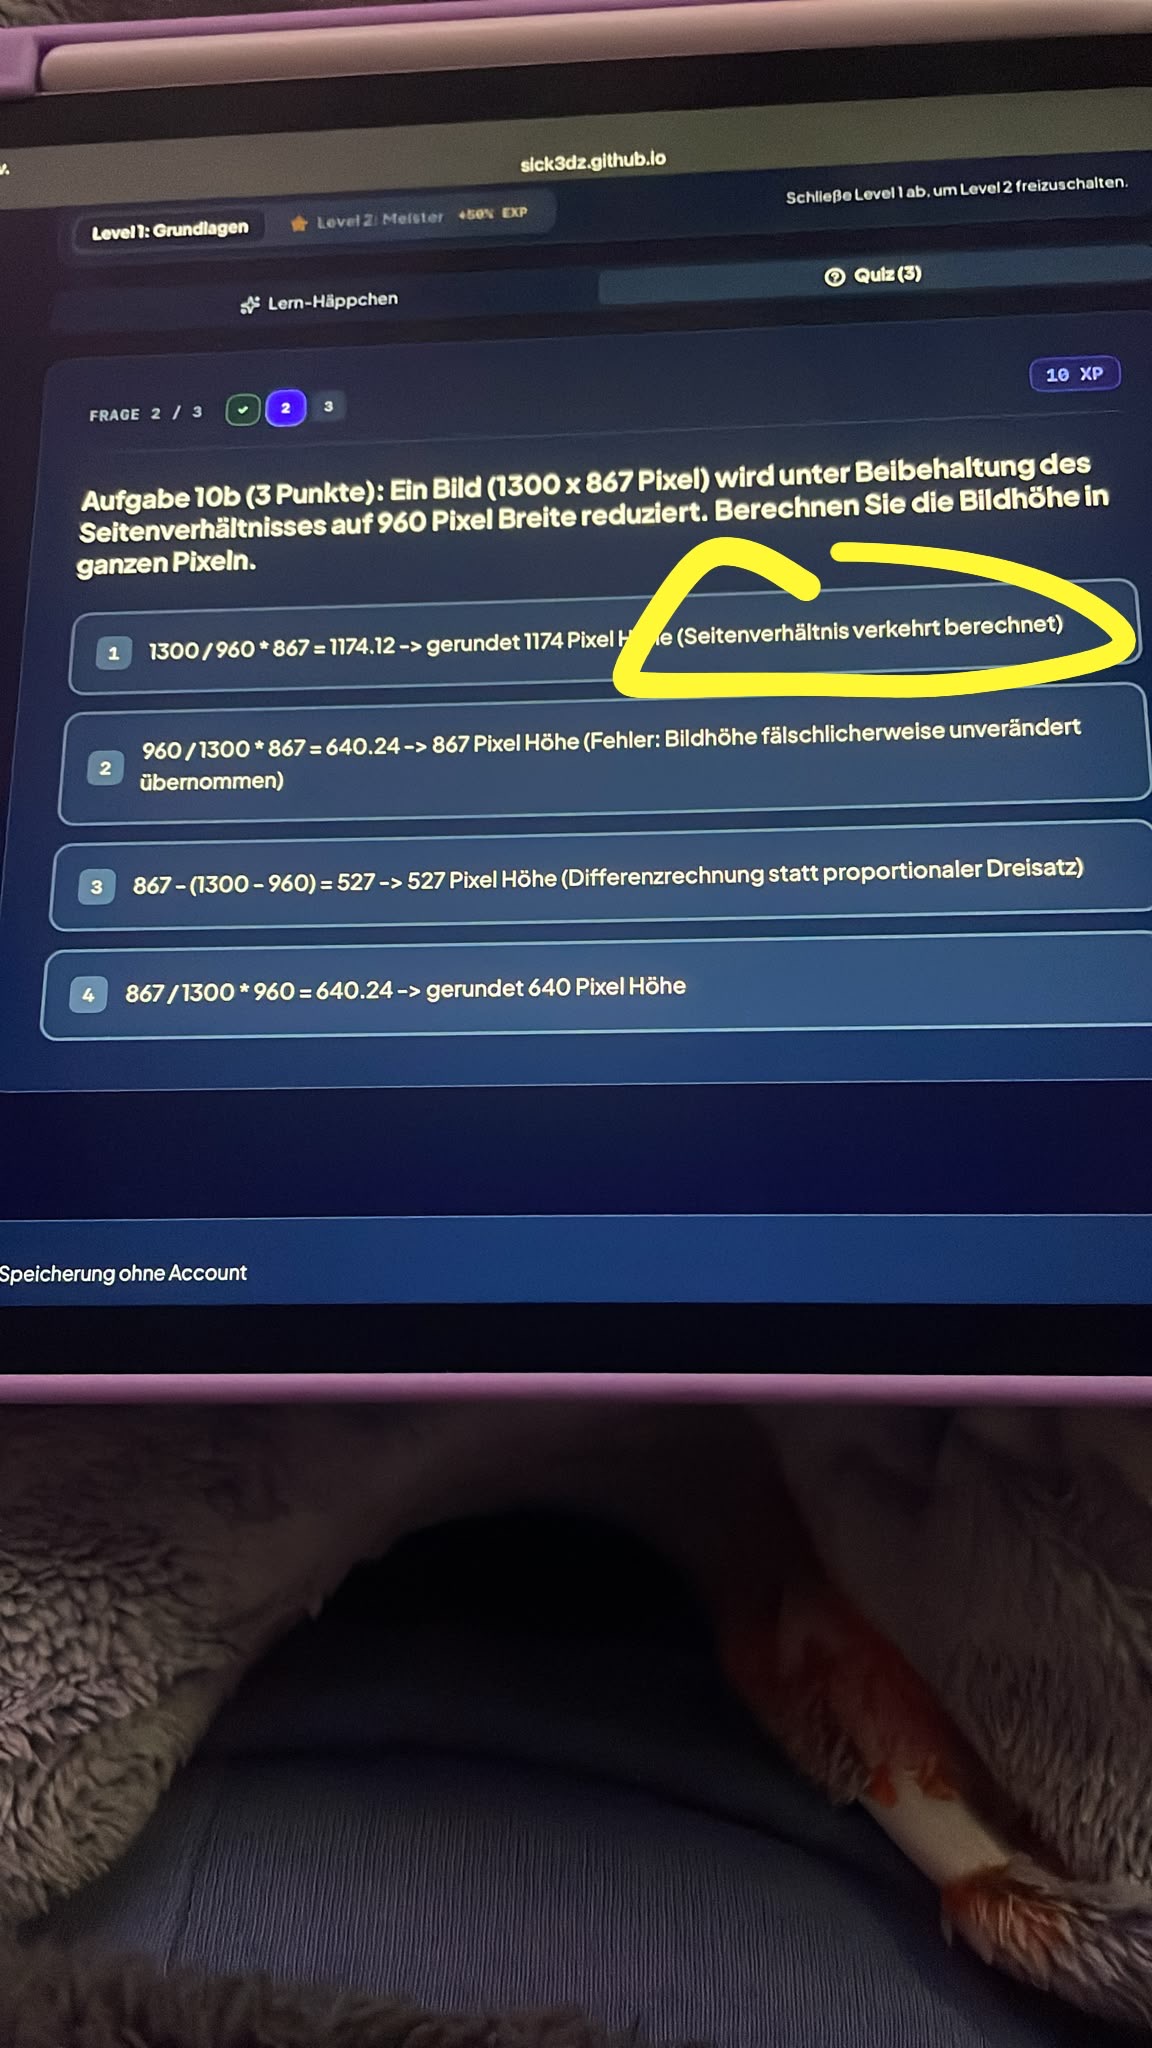 sick3dz.github.io
Level 1: Grundlagen
Level 2: Meister +50% EXP
Schließe Level 1 ab, um Level 2 freizuschalten.
Lern-Häppchen
Quiz (3)
FRAGE 2 / 3
2
3
10 XP
Aufgabe 10b (3 Punkte): Ein Bild (1300 x 867 Pixel) wird unter Beibehaltung des
Seitenverhältnisses auf 960 Pixel Breite reduziert. Berechnen Sie die Bildhöhe in
ganzen Pixeln.
1 1300 / 960 * 867 = 1174.12 -> gerundet 1174 Pixel (Seitenverhältnis verkehrt berechnet)
2 960 / 1300 * 867 = 640.24 -> 867 Pixel Höhe (Fehler: Bildhöhe fälschlicherweise unverändert
übernommen)
3 867 - (1300 - 960) = 527 -> 527 Pixel Höhe (Differenzrechnung statt proportionaler Dreisatz)
4 867 / 1300 * 960 = 640.24 -> gerundet 640 Pixel Höhe
Speicherung ohne Account